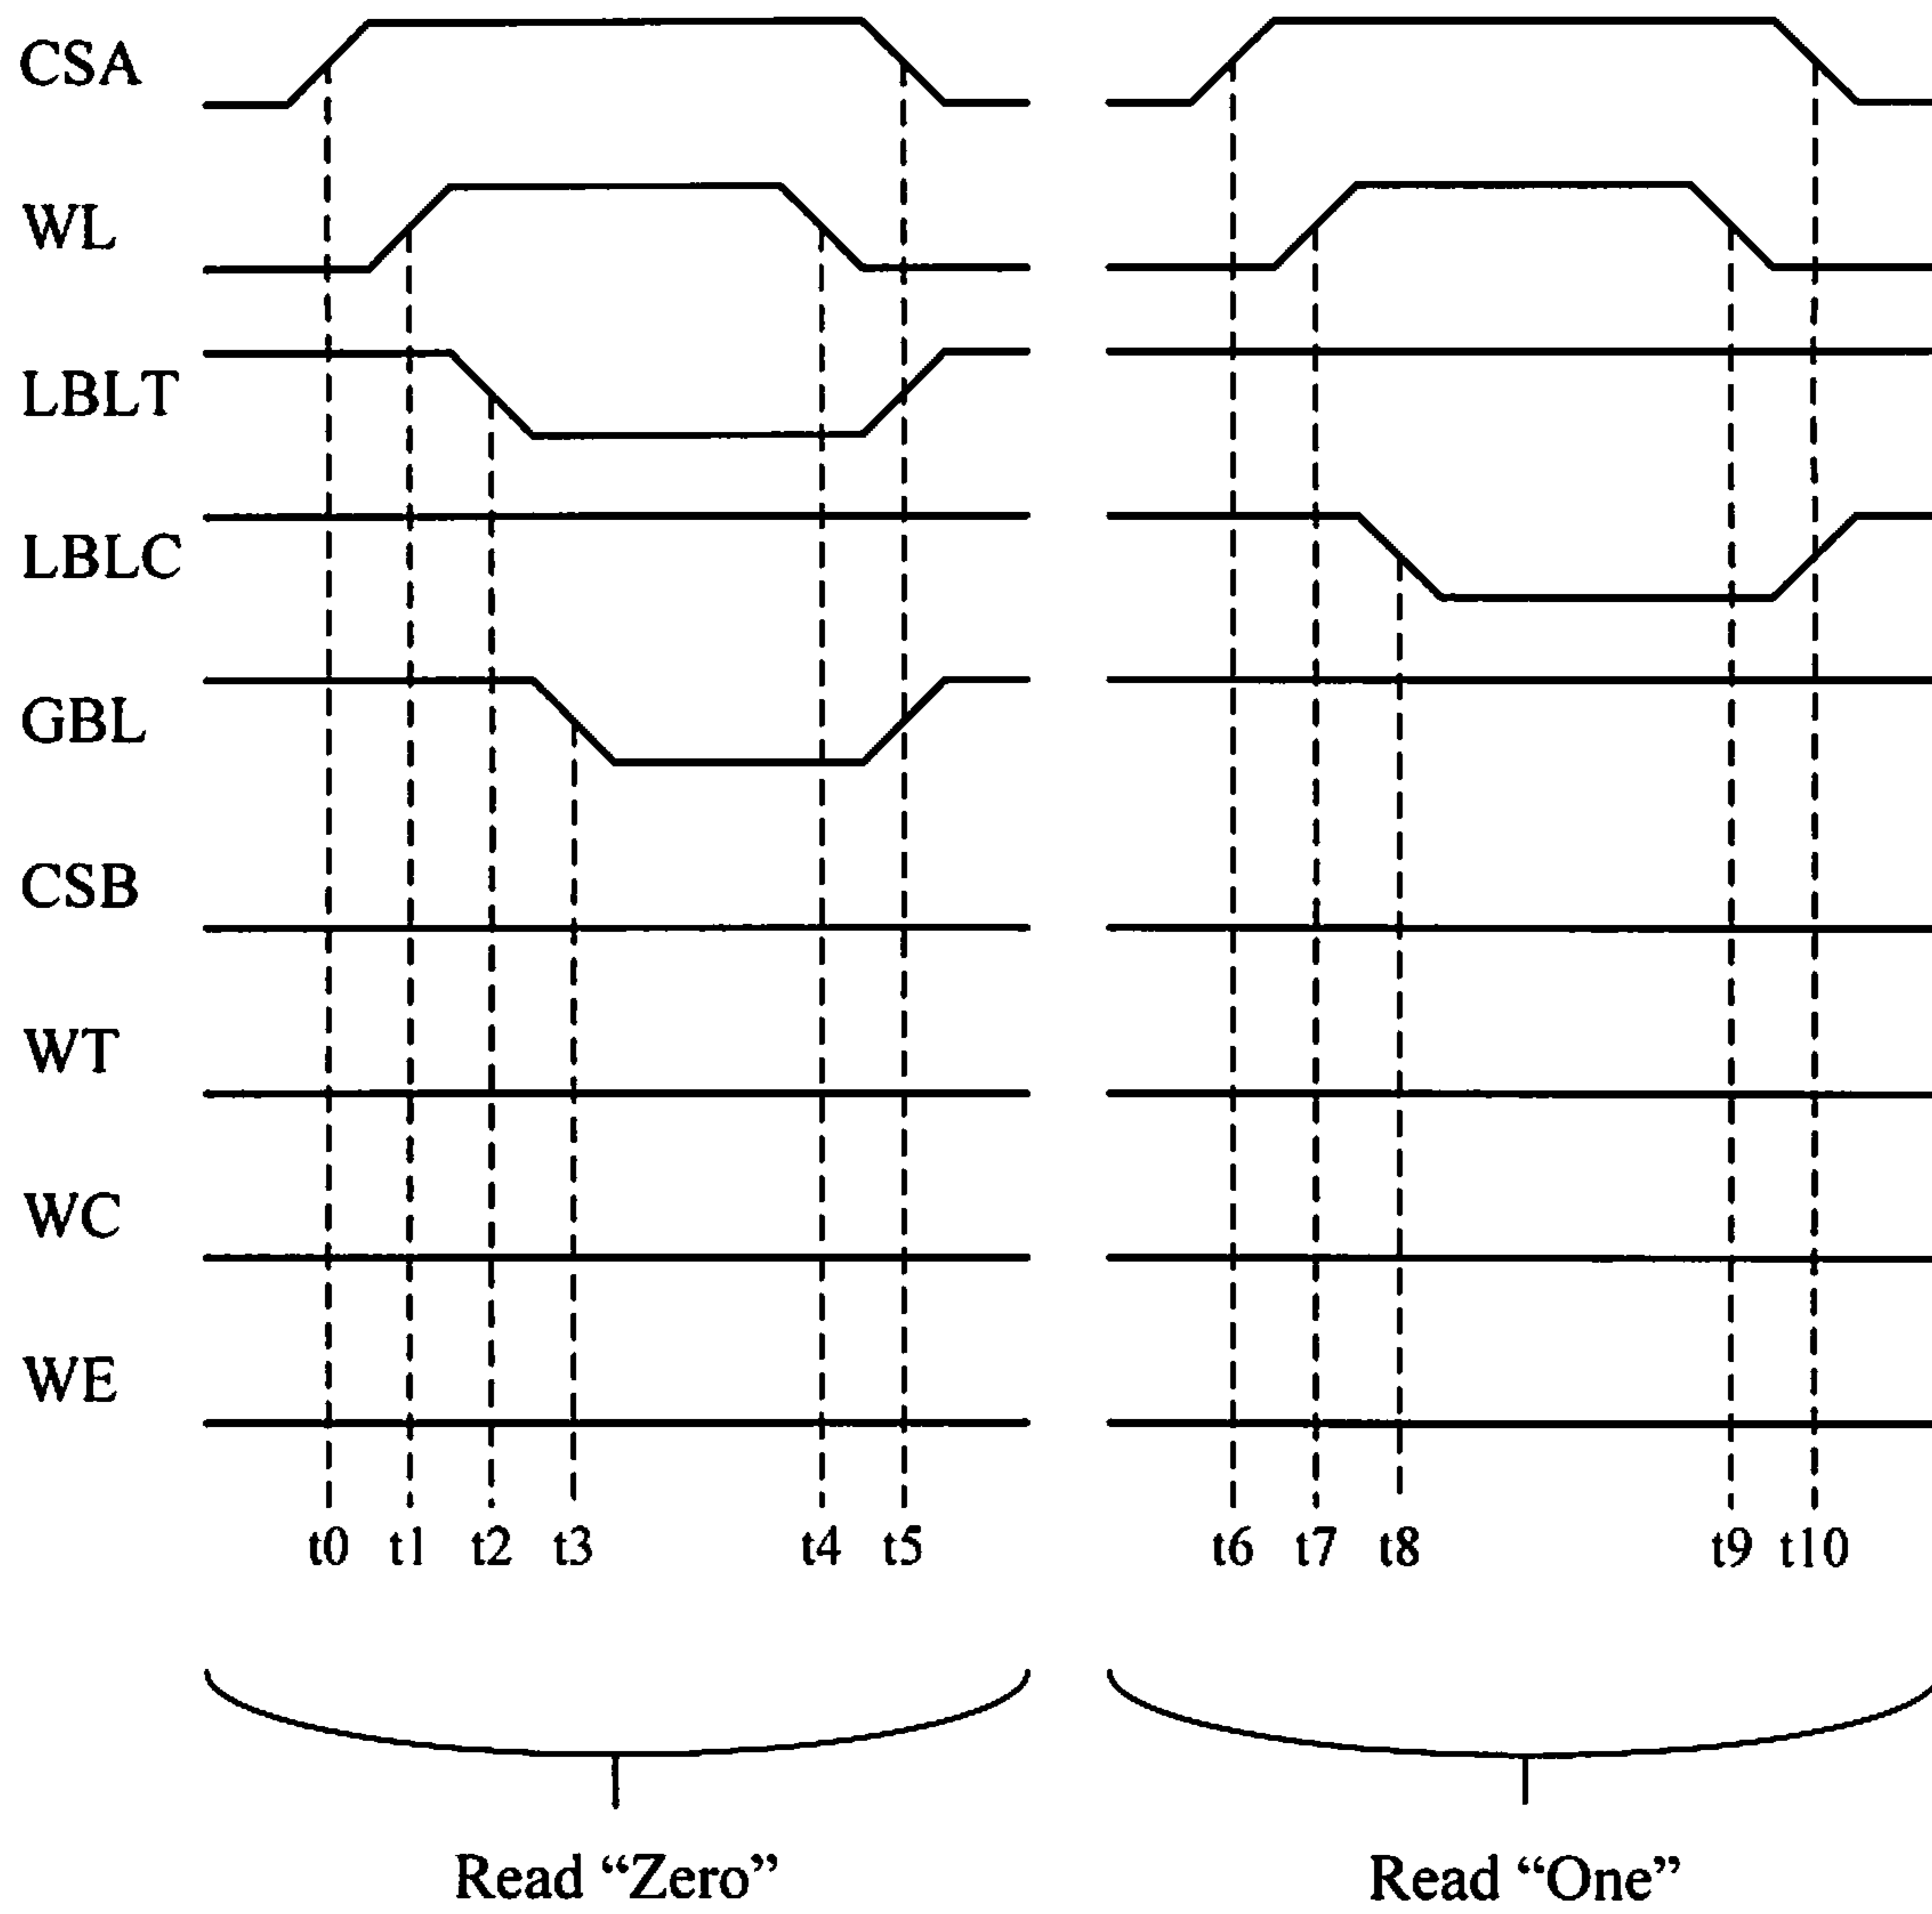 CSA
WL
LBLT
LBLC
GBL
CSB
WT
WC
WE
t0 t1 t2 t3 t4 t5 t6 t7 t8 t9 t10
Read “Zero” Read “One”